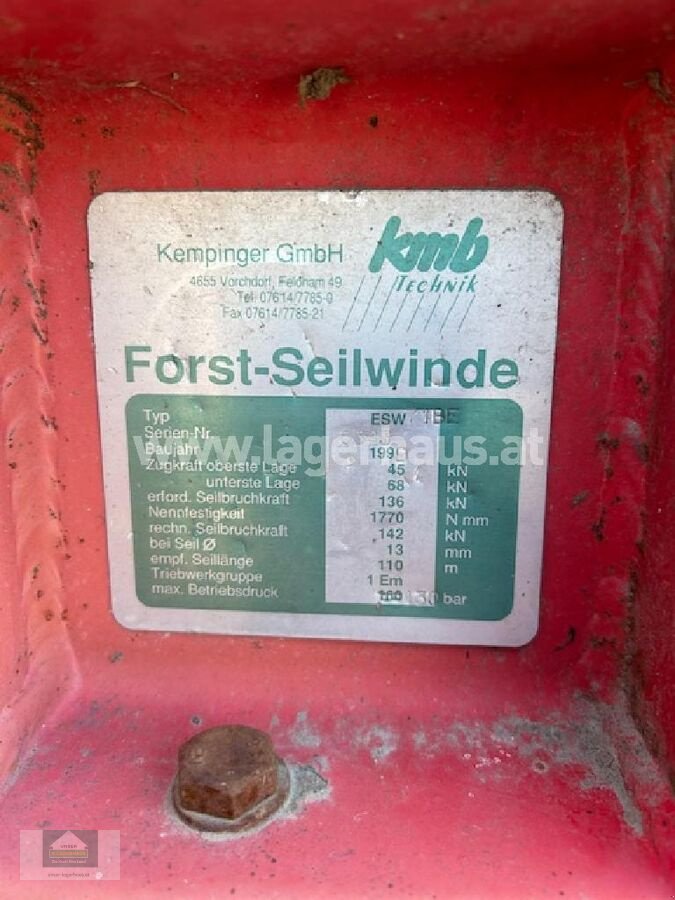 Kempinger GmbH
4655 Vorchdorf, Feldham 49
Tel 07614/7785-0
Fax 07614/7785-21
kmb
Technik
Forst-Seilwinde
Typ ESW
Serien-Nr.
Baujahr
Zugkraft oberste Lage 45 kN
unterste Lage 68 kN
erford. Seilbruchkraft 136 kN
Nennfestigkeit 1770 N mm
rechn. Seilbruchkraft 142 kN
bei Seil Ø 13 mm
empf. Seillänge 110 m
Triebwerkgruppe 1 Em
max. Betriebsdruck bar
www.lagerhaus.at
UNSER